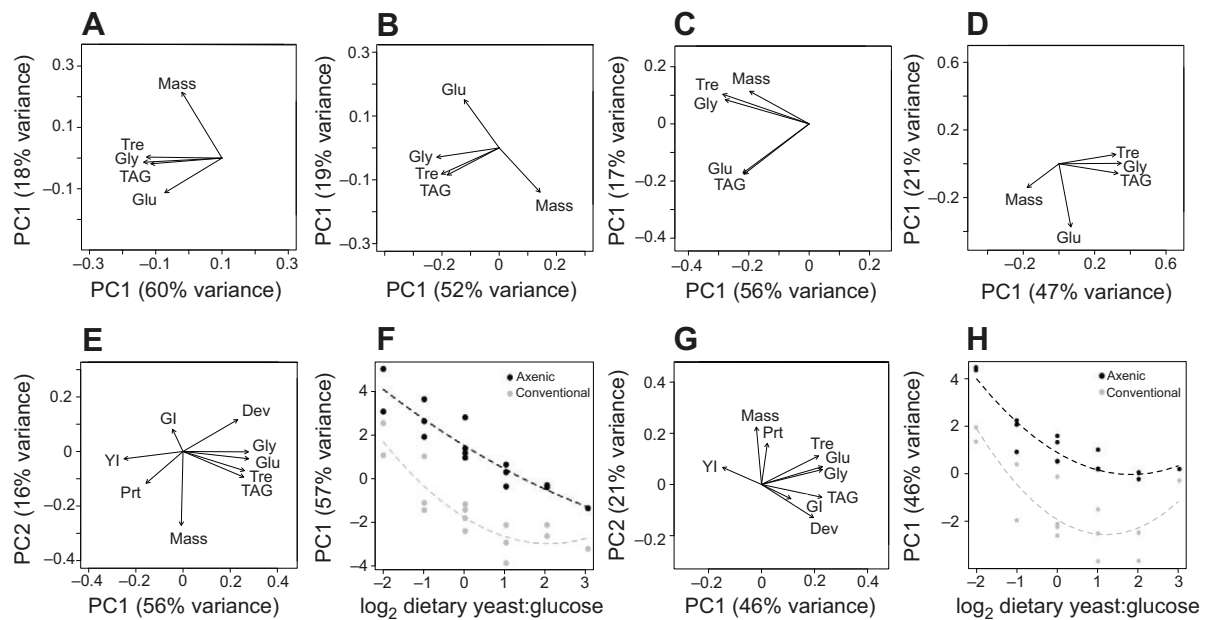 A
PC1 (18% variance)
0.3
0.1
–0.1
Mass
Tre
Gly
TAG
Glu
–0.3
–0.1
0.1
0.3
PC1 (60% variance)
B
PC1 (19% variance)
0.3
0.1
–0.1
–0.3
Glu
Gly
Tre
TAG
Mass
–0.2
0
0.2
PC1 (52% variance)
C
PC1 (17% variance)
0.2
0
–0.2
–0.4
Tre
Mass
Gly
Glu
TAG
–0.4
–0.2
0
0.2
PC1 (56% variance)
D
PC1 (21% variance)
0.6
0.2
–0.2
Tre
Gly
TAG
Mass
Glu
–0.2
0.2
0.6
PC1 (47% variance)
E
PC2 (16% variance)
0.2
0
–0.2
–0.4
GI
Dev
YI
Gly
Glu
Tre
TAG
Prt
Mass
–0.4
–0.2
0
0.2
0.4
PC1 (56% variance)
F
PC1 (57% variance)
4
2
0
–2
–4
Axenic
Conventional
–2
–1
0
1
2
3
log2 dietary yeast:glucose
G
PC2 (21% variance)
0.4
0.2
0
–0.2
Mass
Prt
Tre
YI
Glu
Gly
TAG
GI
Dev
–0.2
0
0.2
0.4
PC1 (46% variance)
H
PC1 (46% variance)
4
2
0
–2
Axenic
Conventional
–2
–1
0
1
2
3
log2 dietary yeast:glucose